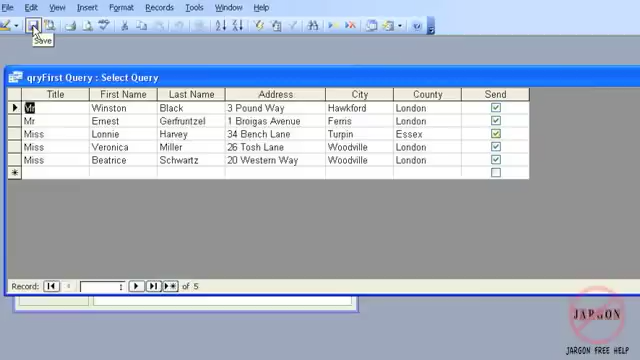 File Edit View Insert Format Records Tools Window Help
Save
qryFirst Query : Select Query
Title First Name Last Name Address City County Send
Mr Winston Black 3 Pound Way Hawkford London
Mr Ernest Gerfruntzel 1 Broigas Avenue Ferris London
Miss Lonnie Harvey 34 Bench Lane Turpin Essex
Miss Veronica Miller 26 Tosh Lane Woodville London
Miss Beatrice Schwartz 20 Western Way Woodville London
Record: 1 of 5
JARGON
JARGON FREE HELP